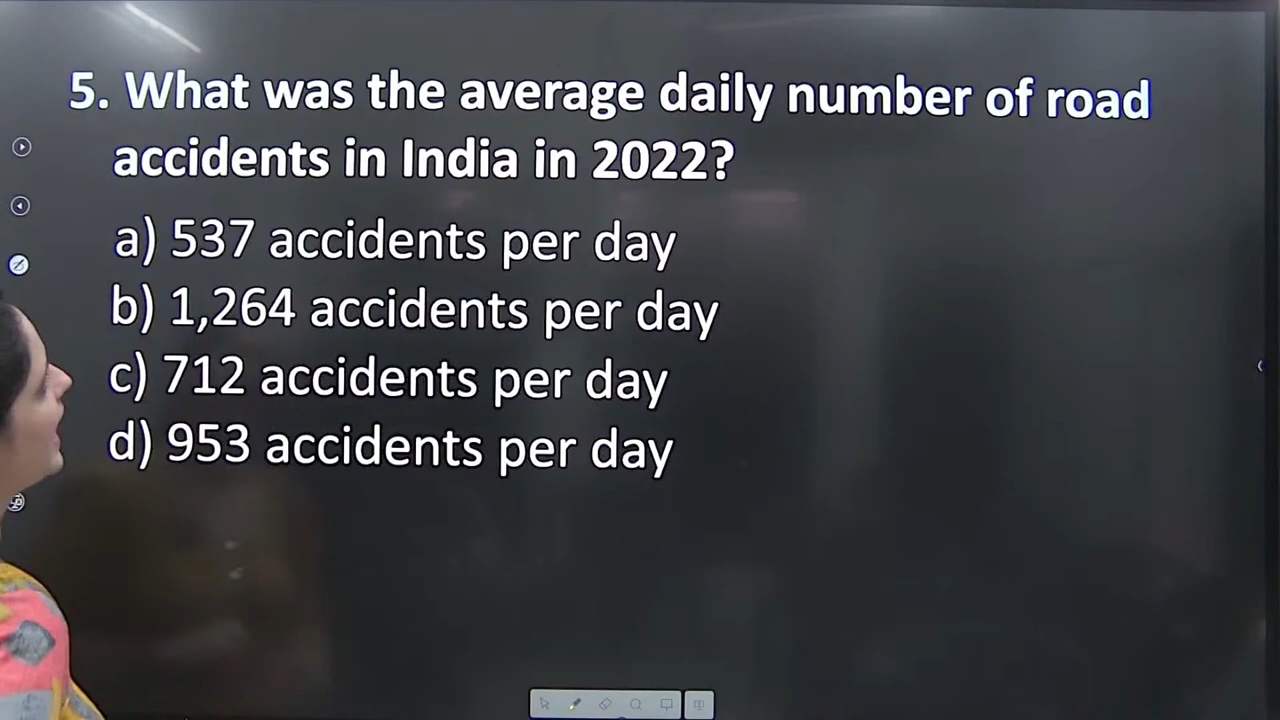 5. What was the average daily number of road
accidents in India in 2022?
a) 537 accidents per day
b) 1,264 accidents per day
c) 712 accidents per day
d) 953 accidents per day